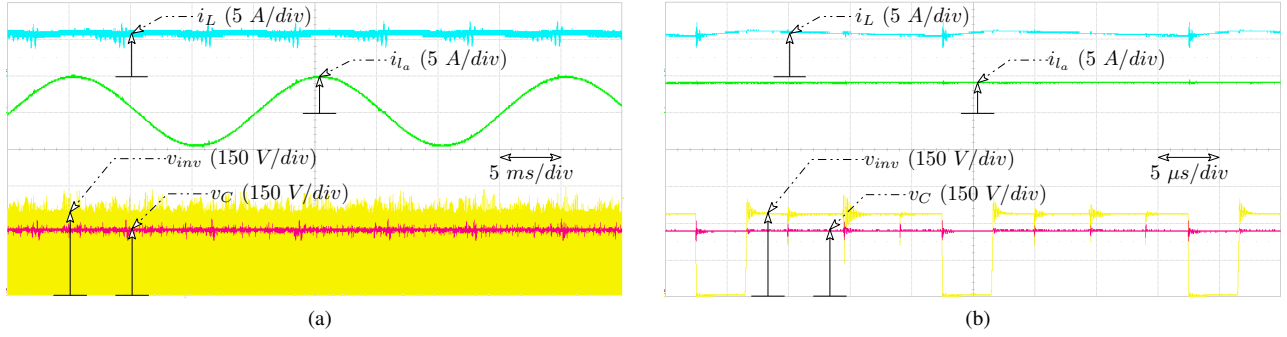 i_L (5 A/div)
i_{l_a} (5 A/div)
v_{inv} (150 V/div)
5 ms/div
v_C (150 V/div)
(a)
i_L (5 A/div)
i_{l_a} (5 A/div)
v_{inv} (150 V/div)
5 μs/div
v_C (150 V/div)
(b)